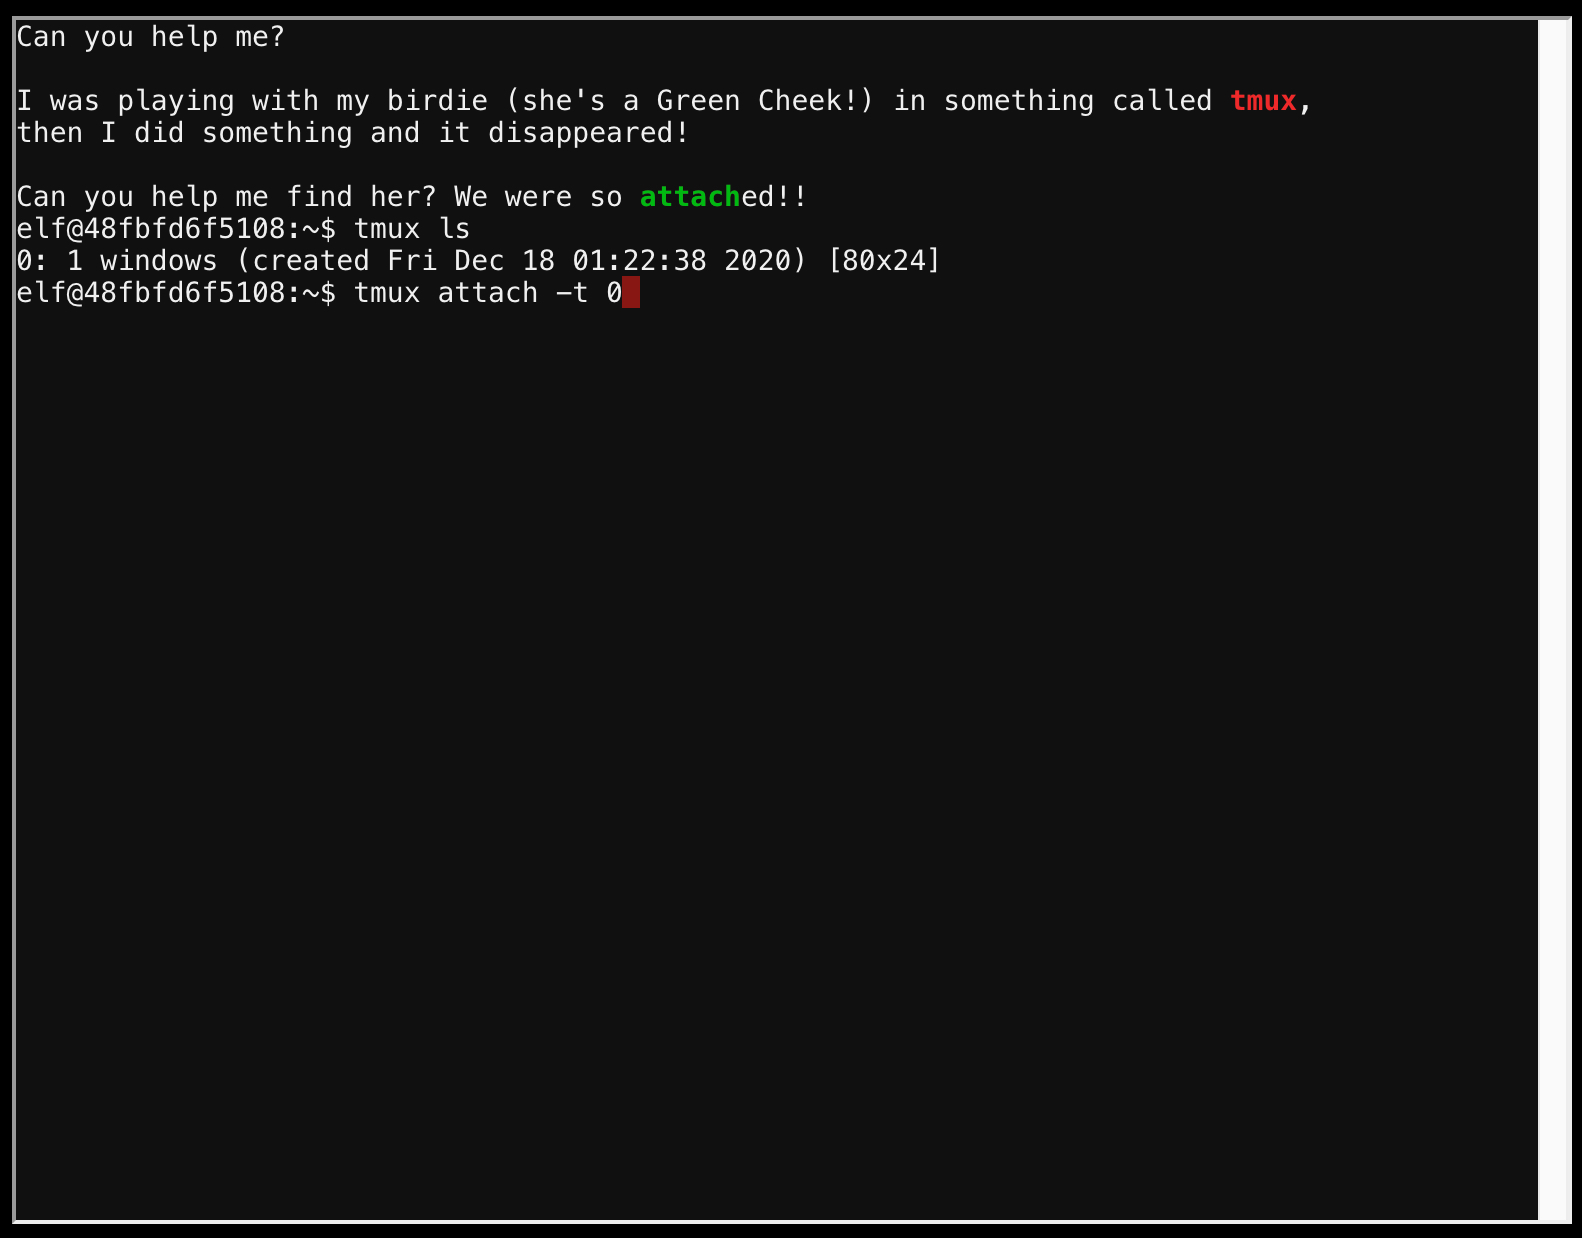 Can you help me?
I was playing with my birdie (she's a Green Cheek!) in something called tmux,
then I did something and it disappeared!
Can you help me find her? We were so attached!!
elf@48fbfd6f5108:~$ tmux ls
0: 1 windows (created Fri Dec 18 01:22:38 2020) [80x24]
elf@48fbfd6f5108:~$ tmux attach -t 0